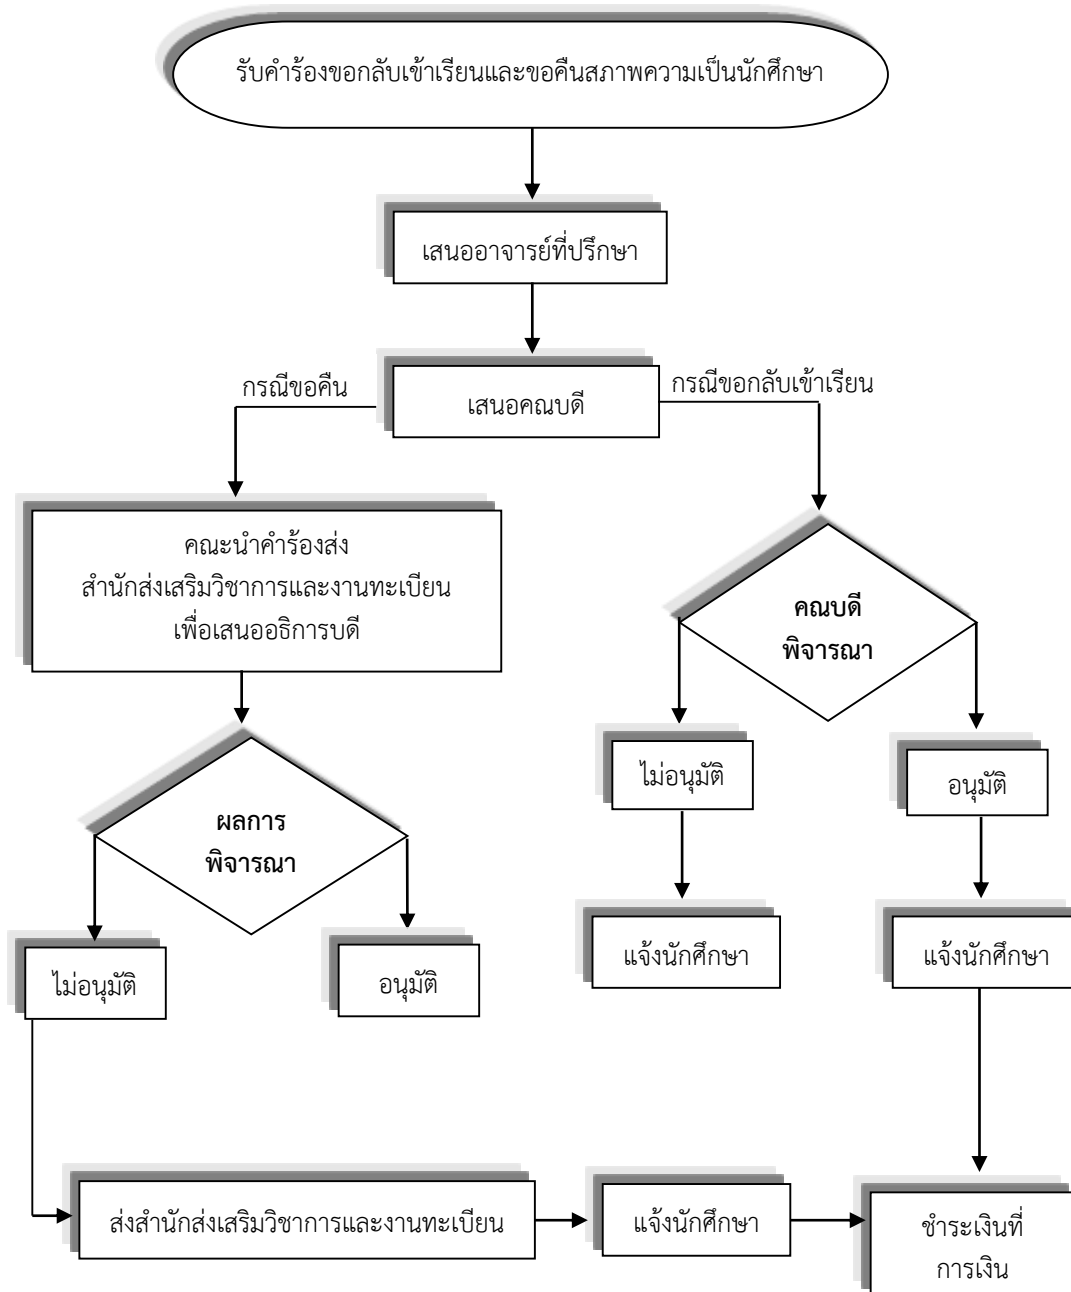 รับคำร้องขอกลับเข้าเรียนและขอคืนสภาพความเป็นนักศึกษา
เสนออาจารย์ที่ปรึกษา
เสนอคณบดี
กรณีขอคืน
กรณีขอกลับเข้าเรียน
คณะนำคำร้องส่ง
สำนักส่งเสริมวิชาการและงานทะเบียน
เพื่อเสนออธิการบดี
คณบดี
พิจารณา
ไม่อนุมัติ
อนุมัติ
แจ้งนักศึกษา
แจ้งนักศึกษา
ผลการ
พิจารณา
ไม่อนุมัติ
อนุมัติ
ส่งสำนักส่งเสริมวิชาการและงานทะเบียน
แจ้งนักศึกษา
ชำระเงินที่
การเงิน